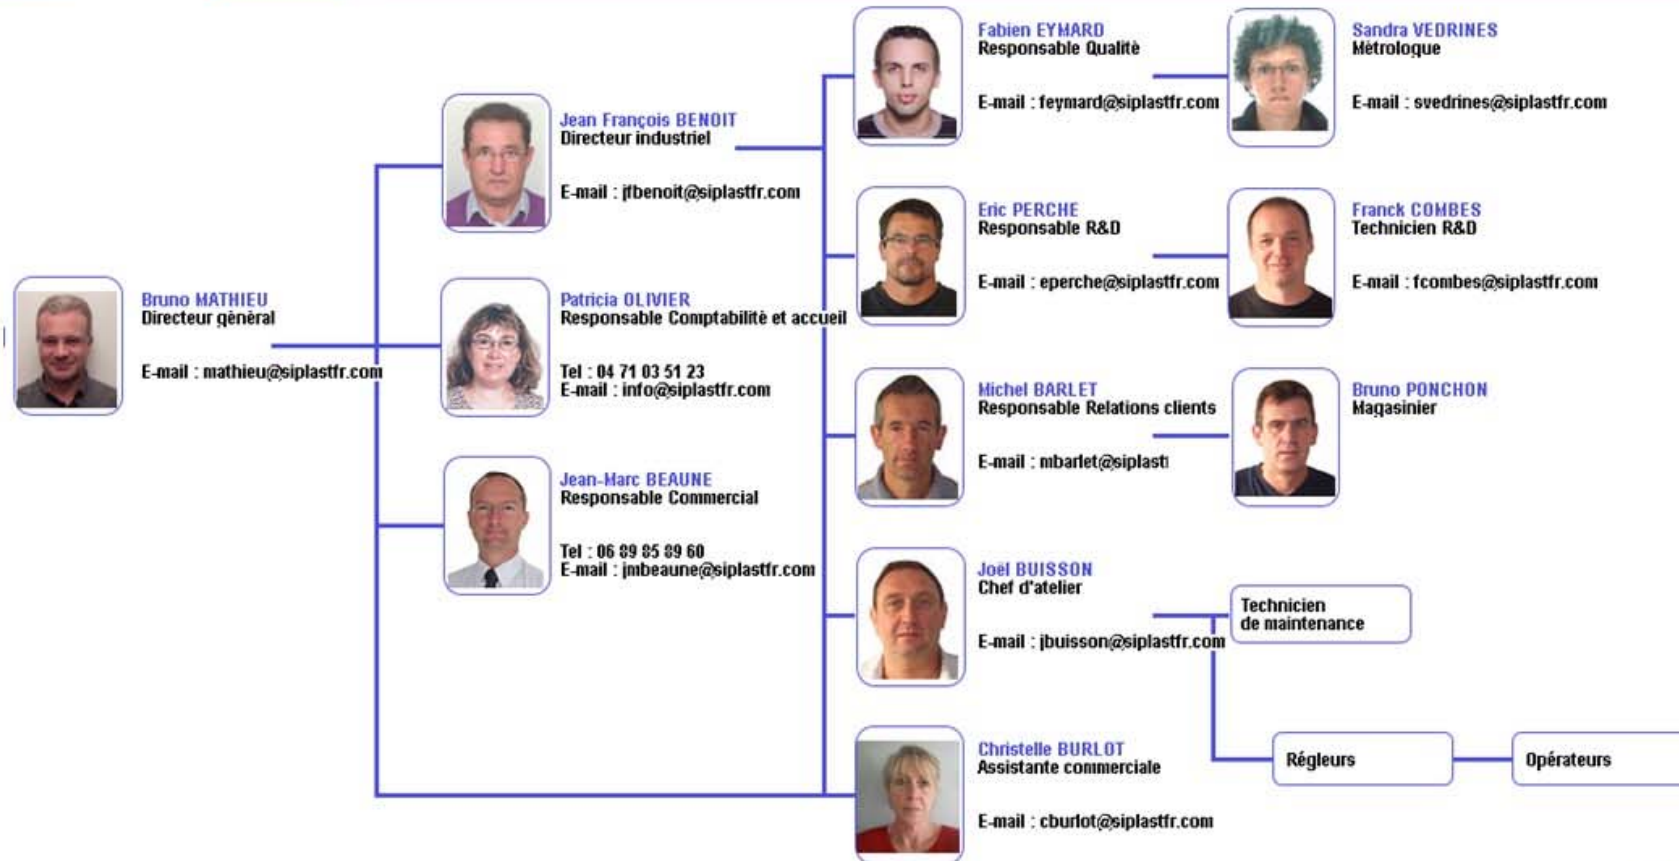 Bruno MATHIEU
Directeur général
E-mail : mathieu@siplastfr.com
Jean François BENOIT
Directeur industriel
E-mail : jfbenoit@siplastfr.com
Patricia OLIVIER
Responsable Comptabilité et accueil
Tel : 04 71 03 51 23
E-mail : info@siplastfr.com
Jean-Marc BEAUNE
Responsable Commercial
Tel : 06 89 85 89 60
E-mail : jmbeaune@siplastfr.com
Fabien EYMARD
Responsable Qualité
E-mail : feymard@siplastfr.com
Sandra VEDRINES
Métrologue
E-mail : svedrines@siplastfr.com
Eric PERCHE
Responsable R&D
E-mail : eperche@siplastfr.com
Franck COMBES
Technicien R&D
E-mail : fcombes@siplastfr.com
Michel BARLET
Responsable Relations clients
E-mail : mbarlet@siplast
Bruno PONCHON
Magasinier
Joël BUISSON
Chef d'atelier
E-mail : jbuisson@siplastfr.com
Technicien
de maintenance
Régleurs
Opérateurs
Christelle BURLOT
Assistante commerciale
E-mail : cburlot@siplastfr.com